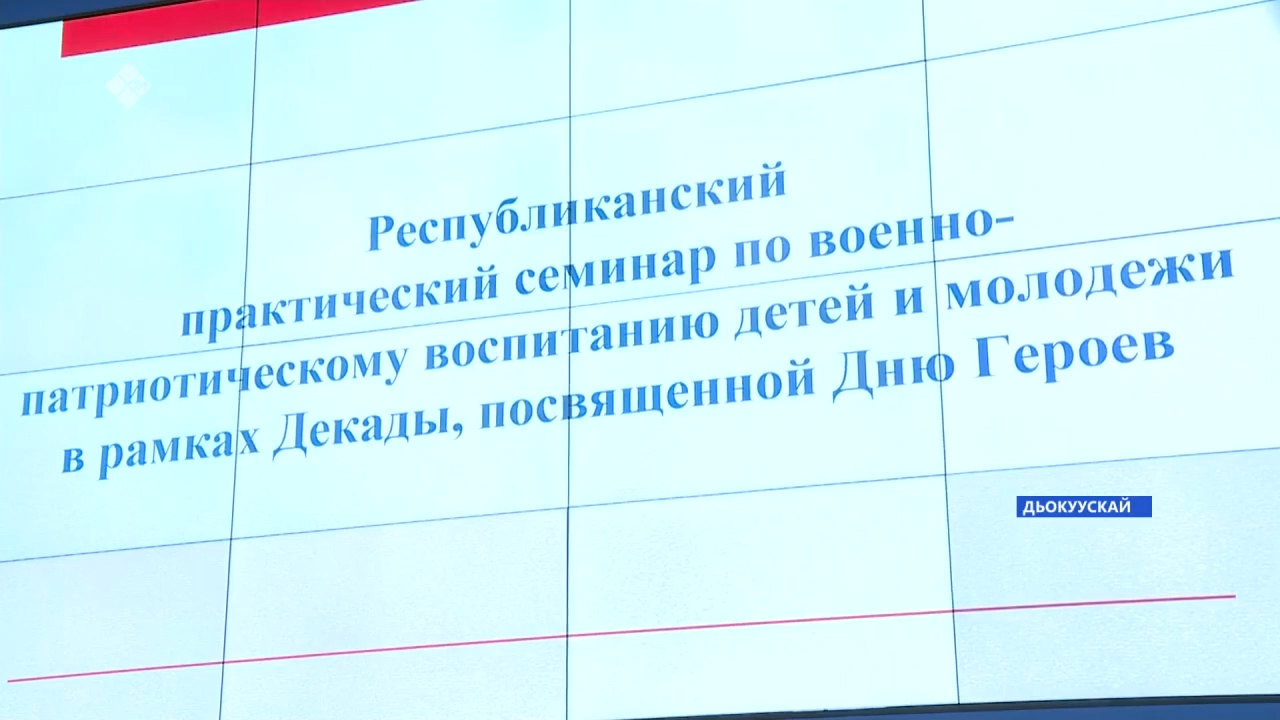 Республиканский
практический семинар по военно-
патриотическому воспитанию детей и молодежи
в рамках Декады, посвященной Дню Героев
ДЬОКУУСКАЙ